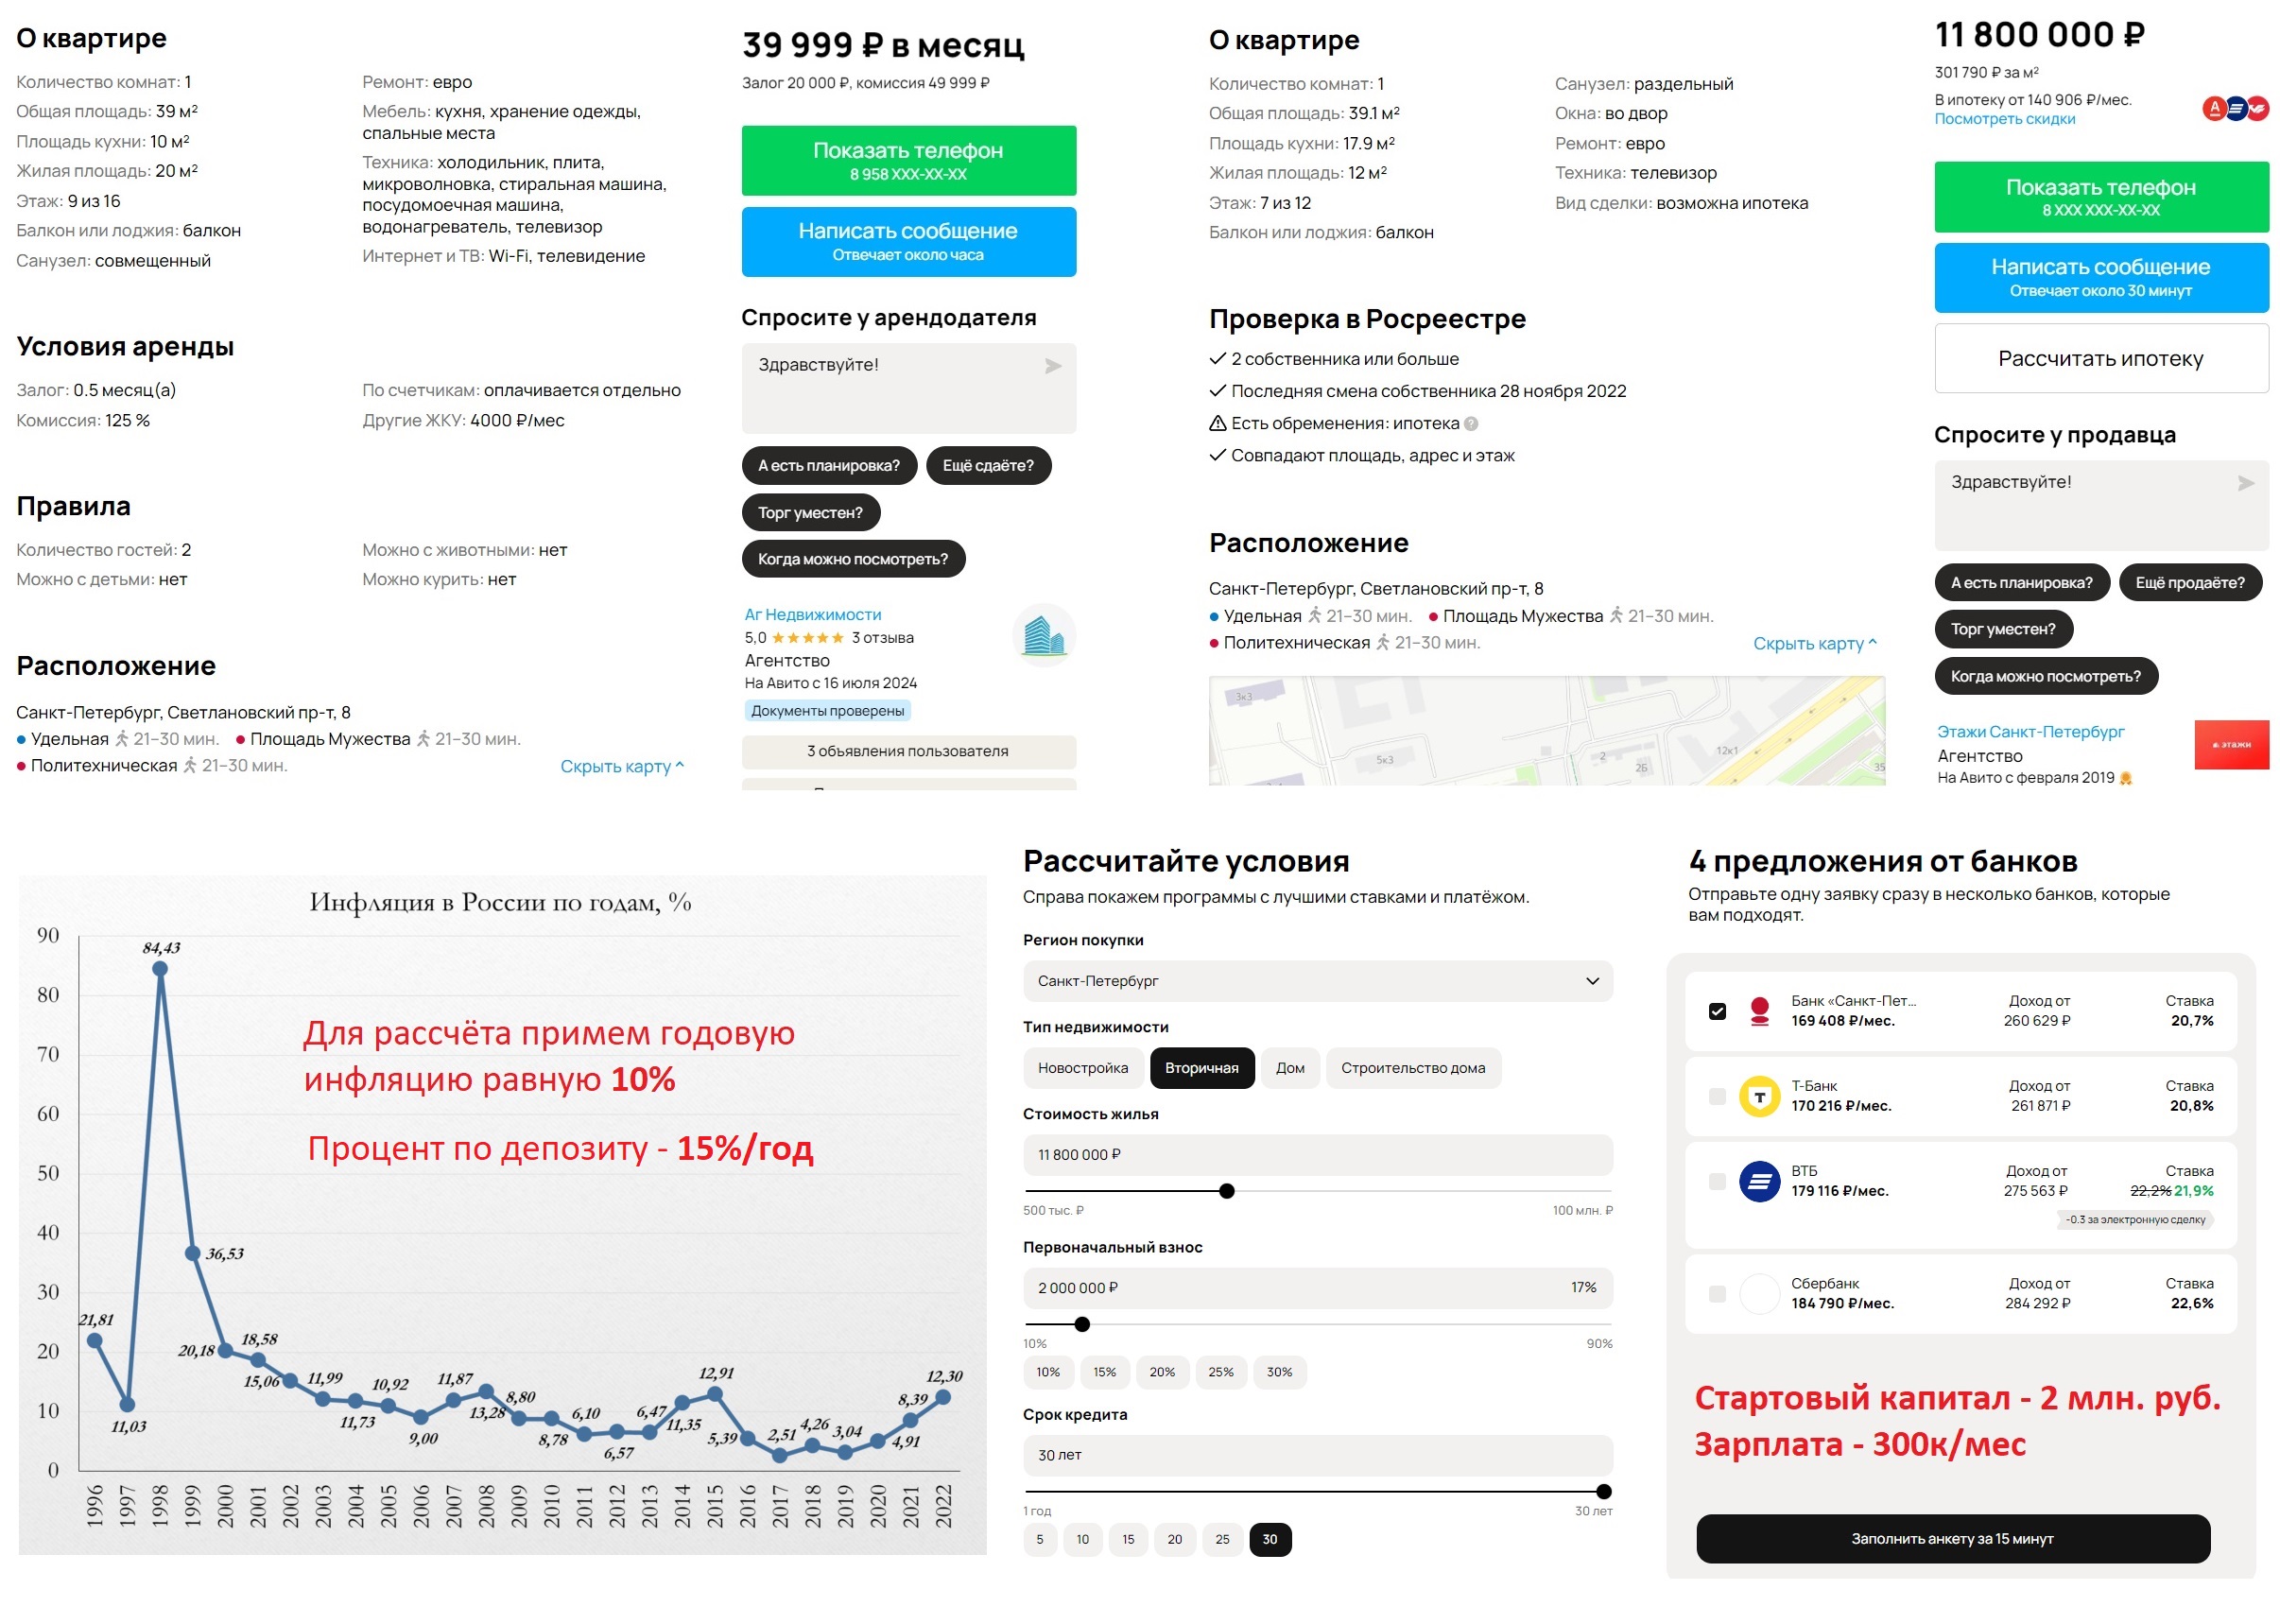 О квартире
Количество комнат: 1
Общая площадь: 39 м²
Площадь кухни: 10 м²
Жилая площадь: 20 м²
Этаж: 9 из 16
Балкон или лоджия: балкон
Санузел: совмещенный
Ремонт: евро
Мебель: кухня, хранение одежды,
спальные места
Техника: холодильник, плита,
микроволновка, стиральная машина,
посудомоечная машина,
водонагреватель, телевизор
Интернет и ТВ: Wi-Fi, телевидение
Условия аренды
Залог: 0.5 месяц(а)
Комиссия: 125 %
По счетчикам: оплачивается отдельно
Другие ЖКУ: 4000 ₽/мес
Правила
Количество гостей: 2
Можно с детьми: нет
Можно с животными: нет
Можно курить: нет
Расположение
Санкт-Петербург, Светлановский пр-т, 8
Удельная 21–30 мин. Площадь Мужества 21–30 мин.
Политехническая 21–30 мин.
Скрыть карту
39 999 ₽ в месяц
Залог 20 000 ₽, комиссия 49 999 ₽
Показать телефон
8 958 XXX-XX-XX
Написать сообщение
Отвечает около часа
Спросите у арендодателя
Здравствуйте!
А есть планировка? Ещё сдаёте?
Торг уместен?
Когда можно посмотреть?
Аг Недвижимости
5,0 3 отзыва
Агентство
На Авито с 16 июля 2024
Документы проверены
3 объявления пользователя
О квартире
Количество комнат: 1
Общая площадь: 39.1 м²
Площадь кухни: 17.9 м²
Жилая площадь: 12 м²
Этаж: 7 из 12
Балкон или лоджия: балкон
Санузел: раздельный
Окна: во двор
Ремонт: евро
Техника: телевизор
Вид сделки: возможна ипотека
Проверка в Росреестре
2 собственника или больше
Последняя смена собственника 28 ноября 2022
Есть обременения: ипотека ?
Совпадают площадь, адрес и этаж
Расположение
Санкт-Петербург, Светлановский пр-т, 8
Удельная 21–30 мин. Площадь Мужества 21–30 мин.
Политехническая 21–30 мин.
Скрыть карту
3к3
5к3
2
2Б
12к1
35
11 800 000 ₽
301 790 ₽ за м²
В ипотеку от 140 906 ₽/мес.
Посмотреть скидки
А
Показать телефон
8 XXX XXX-XX-XX
Написать сообщение
Отвечает около 30 минут
Рассчитать ипотеку
Спросите у продавца
Здравствуйте!
А есть планировка? Ещё продаёте?
Торг уместен?
Когда можно посмотреть?
Этажи Санкт-Петербург
Агентство
На Авито с февраля 2019
этажи
Инфляция в России по годам, %
90
80
70
60
50
40
30
20
10
0
21,81
11,03
84,43
36,53
20,18
18,58
15,06
11,99
11,73
10,92
9,00
11,87
13,28
8,80
8,78
6,10
6,57
6,47
11,35
12,91
5,39
2,51
4,26
3,04
4,91
8,39
12,30
1996 1997 1998 1999 2000 2001 2002 2003 2004 2005 2006 2007 2008 2009 2010 2011 2012 2013 2014 2015 2016 2017 2018 2019 2020 2021 2022
Для рассчёта примем годовую
инфляцию равную 10%
Процент по депозиту - 15%/год
Рассчитайте условия
Справа покажем программы с лучшими ставками и платёжом.
Регион покупки
Санкт-Петербург
Тип недвижимости
Новостройка Вторичная Дом Строительство дома
Стоимость жилья
11 800 000 ₽
500 тыс. ₽ 100 млн. ₽
Первоначальный взнос
2 000 000 ₽ 17%
10% 90%
10% 15% 20% 25% 30%
Срок кредита
30 лет
1 год 30 лет
5 10 15 20 25 30
4 предложения от банков
Отправьте одну заявку сразу в несколько банков, которые
вам подходят.
Банк «Санкт-Пет... Доход от Ставка
169 408 ₽/мес. 260 629 ₽ 20,7%
Т
Т-Банк Доход от Ставка
170 216 ₽/мес. 261 871 ₽ 20,8%
ВТБ Доход от Ставка
179 116 ₽/мес. 275 563 ₽ 22,2% 21,9%
-0.3 за электронную сделку
Сбербанк Доход от Ставка
184 790 ₽/мес. 284 292 ₽ 22,6%
Стартовый капитал - 2 млн. руб.
Зарплата - 300к/мес
Заполнить анкету за 15 минут